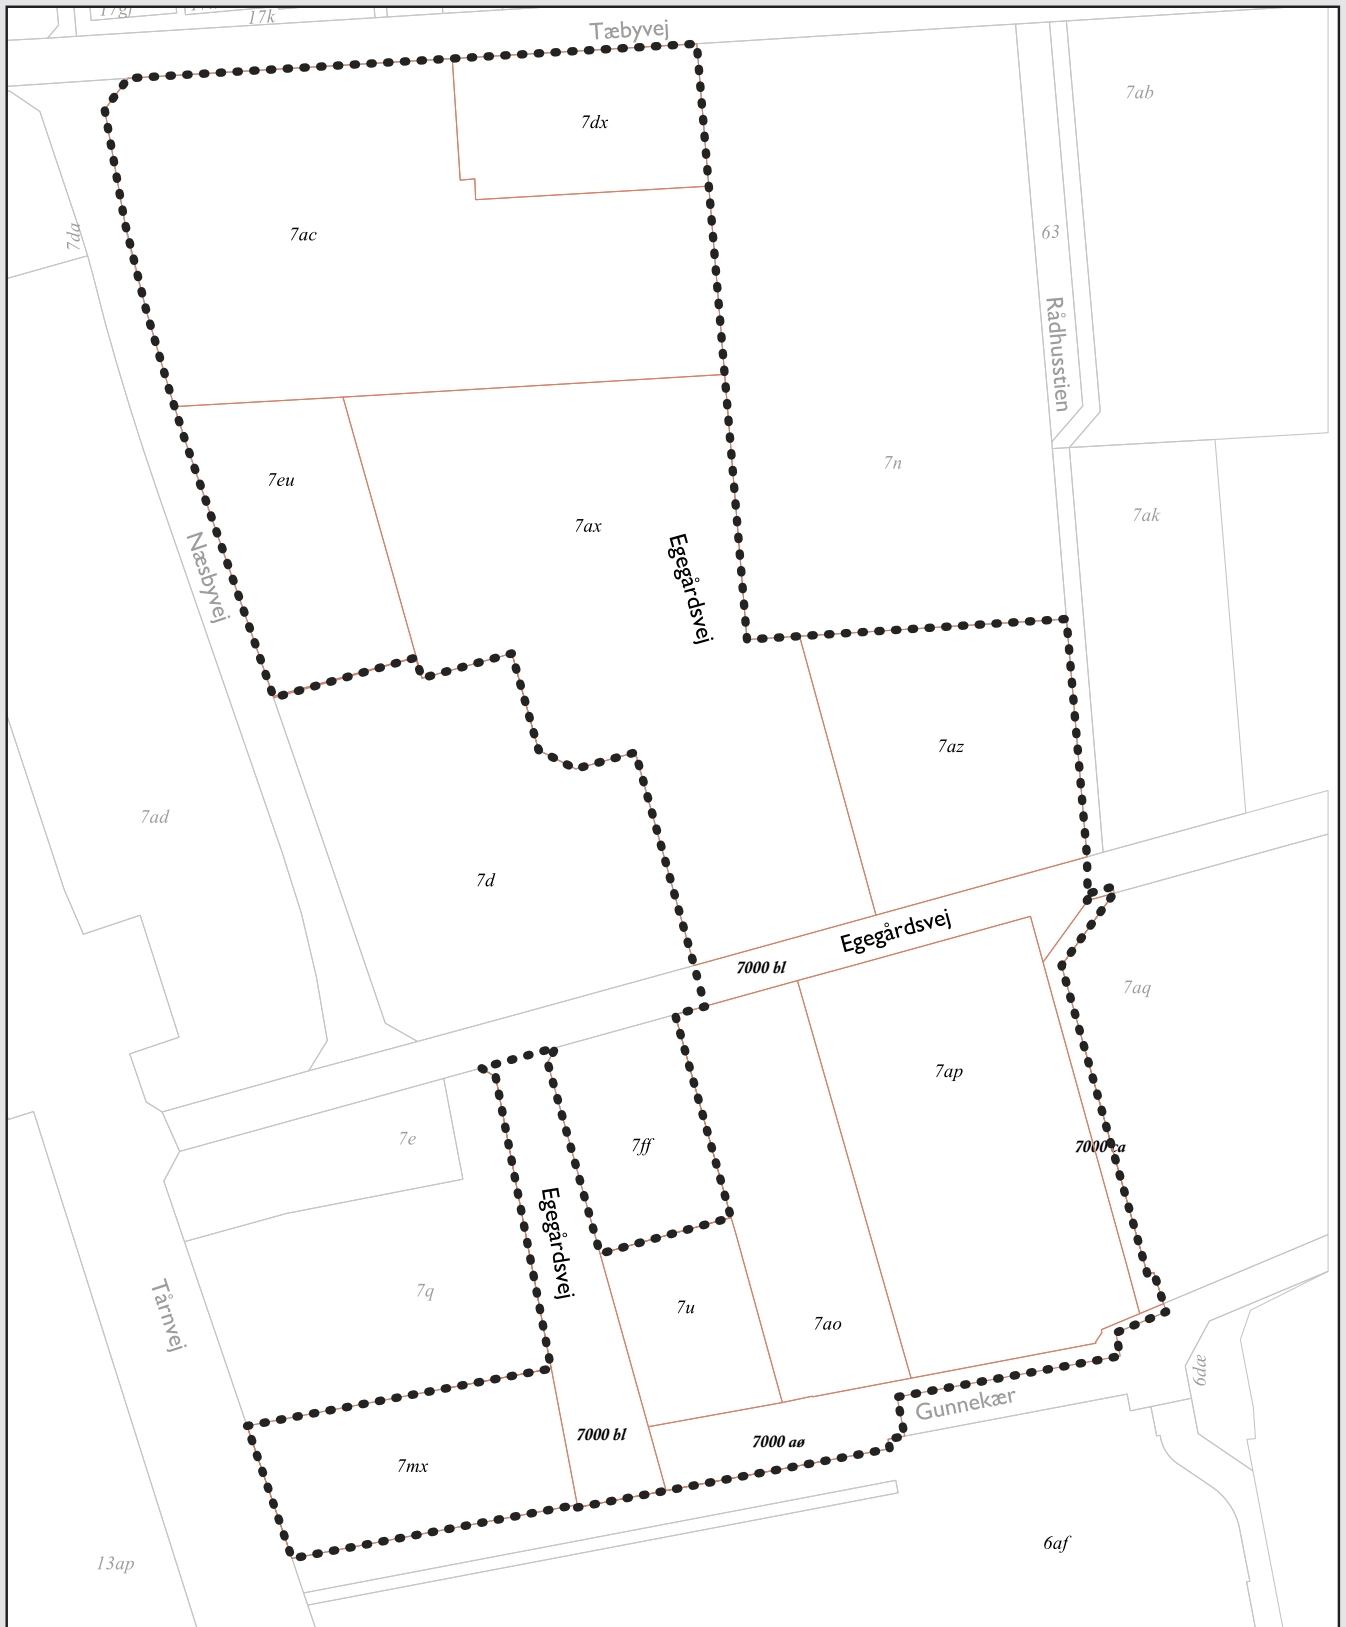 17gf
17k
Tæbyvej
7ab
7dx
7da
7ac
63
Rådhusstien
7n
7eu
7ax
7ak
Næsbyvej
Egegårdsvej
7az
7ad
7d
Egegårdsvej
7000 bl
7aq
7ap
7e
7ff
7000 ca
Egegårdsvej
7q
7u
7ao
Tårnvej
6dæ
Gunnekær
7000 bl
7000 aø
7mx
6af
13ap